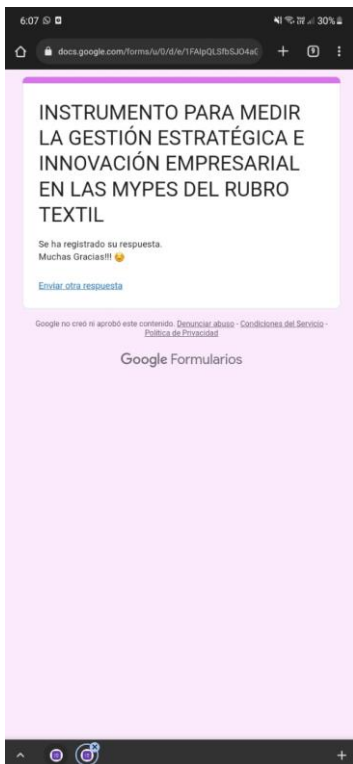 6:07 30%
docs.google.com/forms/u/0/d/e/1FAIpQLSfbSJO4a
INSTRUMENTO PARA MEDIR
LA GESTIÓN ESTRATÉGICA E
INNOVACIÓN EMPRESARIAL
EN LAS MYPES DEL RUBRO
TEXTIL
Se ha registrado su respuesta.
Muchas Gracias!!!
Enviar otra respuesta
Google no creó ni aprobó este contenido. Denunciar abuso - Condiciones del Servicio -
Política de Privacidad
Google Formularios